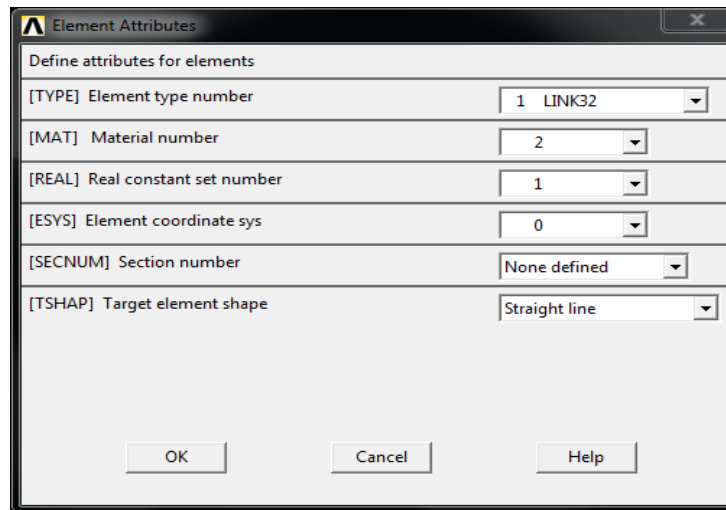 Element Attributes
Define attributes for elements
[TYPE] Element type number 1 LINK32
[MAT] Material number 2
[REAL] Real constant set number 1
[ESYS] Element coordinate sys 0
[SECNUM] Section number None defined
[TSHAP] Target element shape Straight line
OK Cancel Help